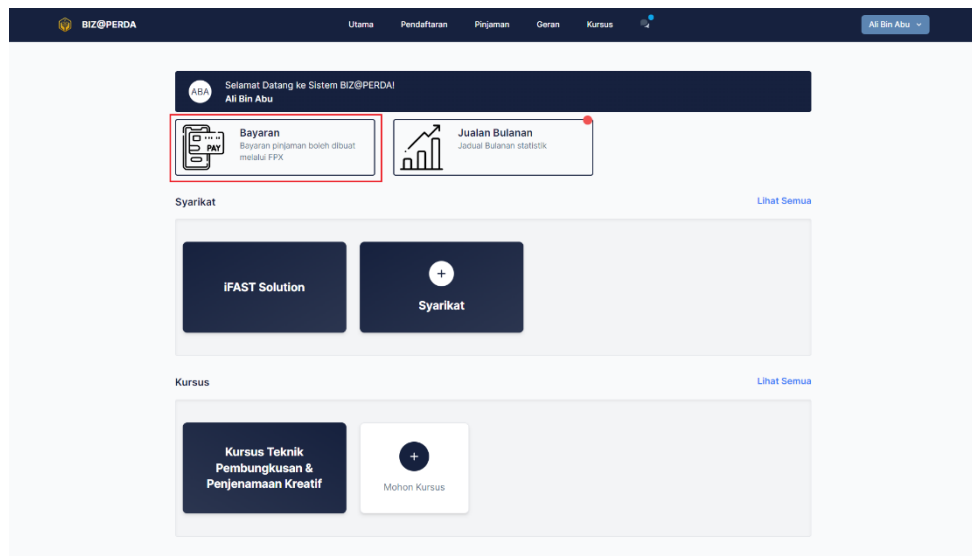 BIZ@PERDA
Utama
Pendaftaran
Pinjaman
Geran
Kursus
Ali Bin Abu
ABA
Selamat Datang ke Sistem BIZ@PERDA!
Ali Bin Abu
PAY
Bayaran
Bayaran pinjaman boleh dibuat
melalui FPX
Jualan Bulanan
Jadual Bulanan statistik
Syarikat
Lihat Semua
iFAST Solution
Syarikat
Kursus
Lihat Semua
Kursus Teknik
Pembungkusan &
Penjenamaan Kreatif
Mohon Kursus